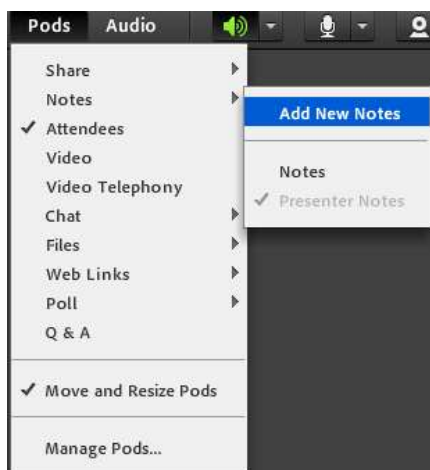 Pods Audio
Share
Notes
Attendees
Video
Video Telephony
Chat
Files
Web Links
Poll
Q & A
Move and Resize Pods
Manage Pods...
Add New Notes
Notes
Presenter Notes